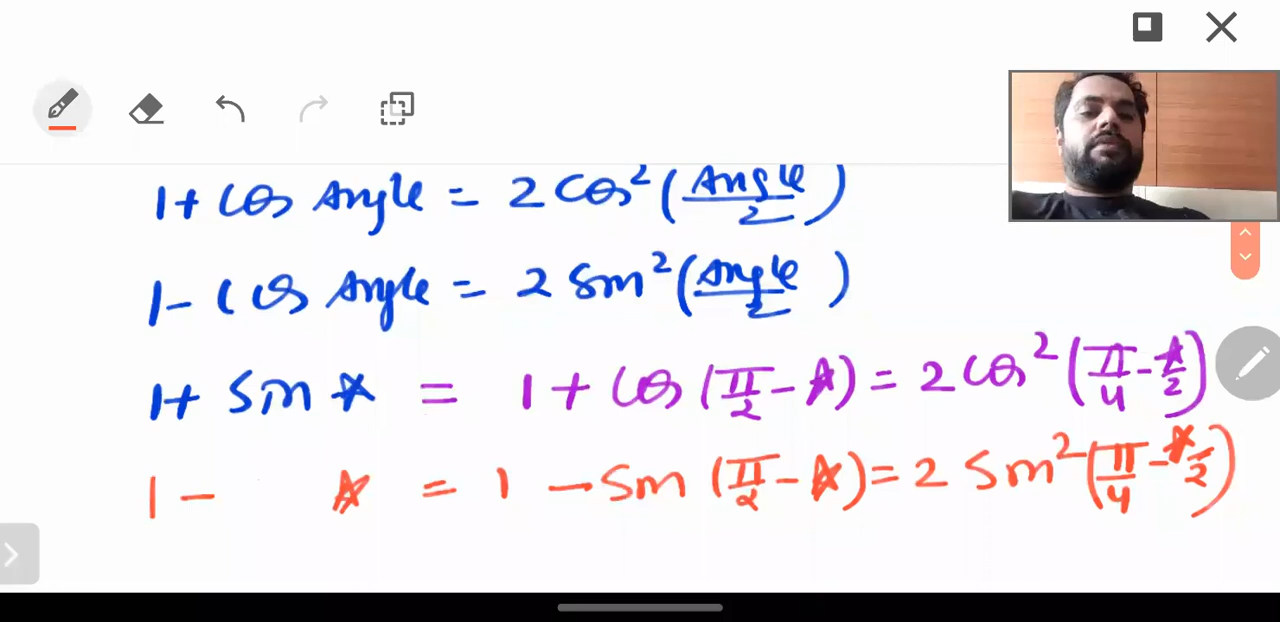 1+ Cos Angle = 2 Cos² (Angle/2)
1- Cos Angle = 2 Sin² (Angle/2)
1+ Sin A = 1 + Cos (π/2 - A) = 2 Cos² (π/4 - A/2)
1 - A = 1 - Sin (π/2 - A) = 2 Sin² (π/4 - A/2)